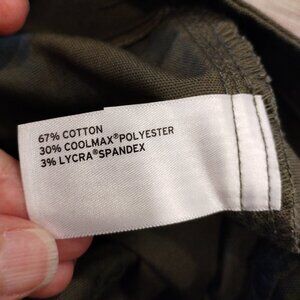 67% COTTON
30% COOLMAX®POLYESTER
3% LYCRA®SPANDEX